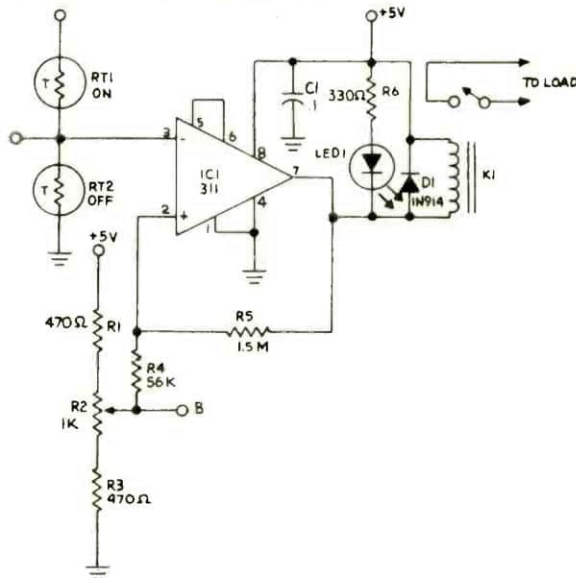 +5V
RT1
ON
T
C1
.1
330Ω
R6
TO LOAD
5
6
3
-
8
LED1
IC1
311
7
D1
1N914
K1
T
RT2
OFF
2
+
1
4
+5V
470Ω
R1
R5
1.5M
R4
56K
R2
1K
B
R3
470Ω